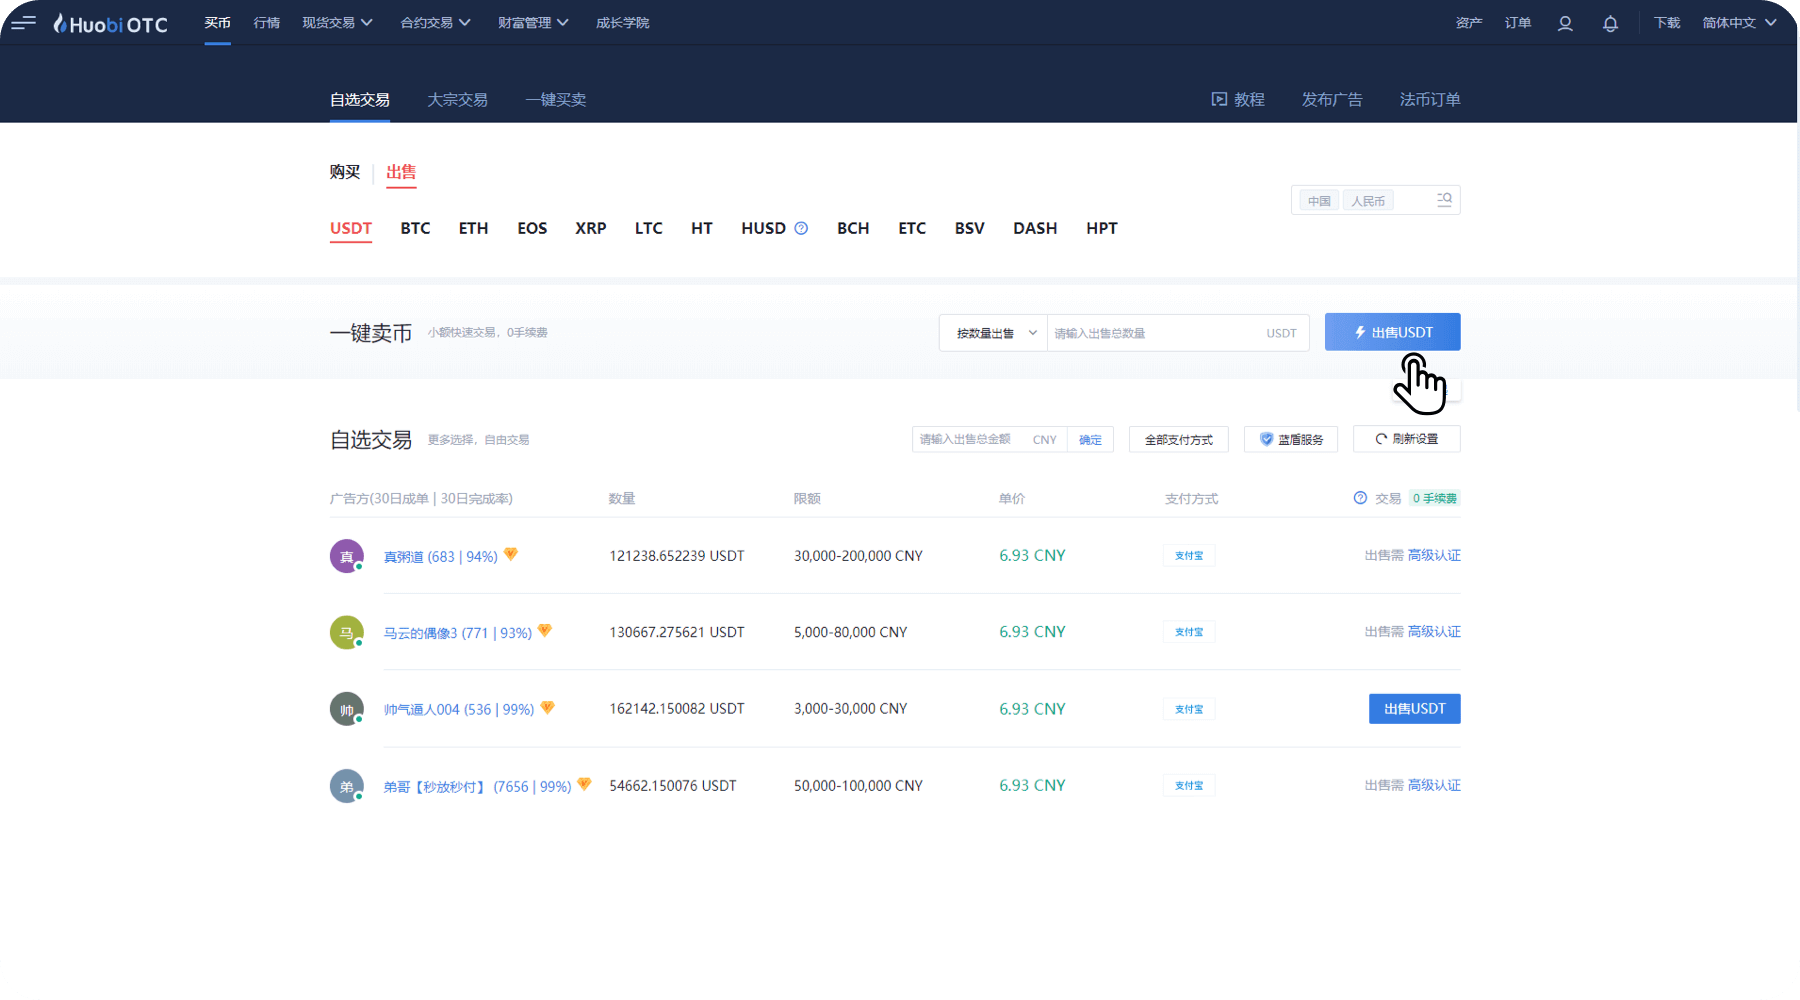 Huobi OTC 买币 行情 现货交易 合约交易 财富管理 成长学院 资产 订单 下载 简体中文
自选交易 大宗交易 一键买卖 教程 发布广告 法币订单
购买 出售
中国 人民币
USDT BTC ETH EOS XRP LTC HT HUSD BCH ETC BSV DASH HPT
一键卖币 小额快速交易，0手续费 按数量出售 请输入出售总数量 USDT 出售USDT
自选交易 更多选择，自由交易 请输入出售总金额 CNY 确定 全部支付方式 蓝盾服务 刷新设置
广告方(30日成单 | 30日完成率) 数量 限额 单价 支付方式 交易 0 手续费
真 真粥道 (683 | 94%) 121238.652239 USDT 30,000-200,000 CNY 6.93 CNY 支付宝 出售需 高级认证
马 马云的偶像3 (771 | 93%) 130667.275621 USDT 5,000-80,000 CNY 6.93 CNY 支付宝 出售需 高级认证
帅 帅气逼人004 (536 | 99%) 162142.150082 USDT 3,000-30,000 CNY 6.93 CNY 支付宝 出售USDT
弟 弟哥【秒放秒付】 (7656 | 99%) 54662.150076 USDT 50,000-100,000 CNY 6.93 CNY 支付宝 出售需 高级认证